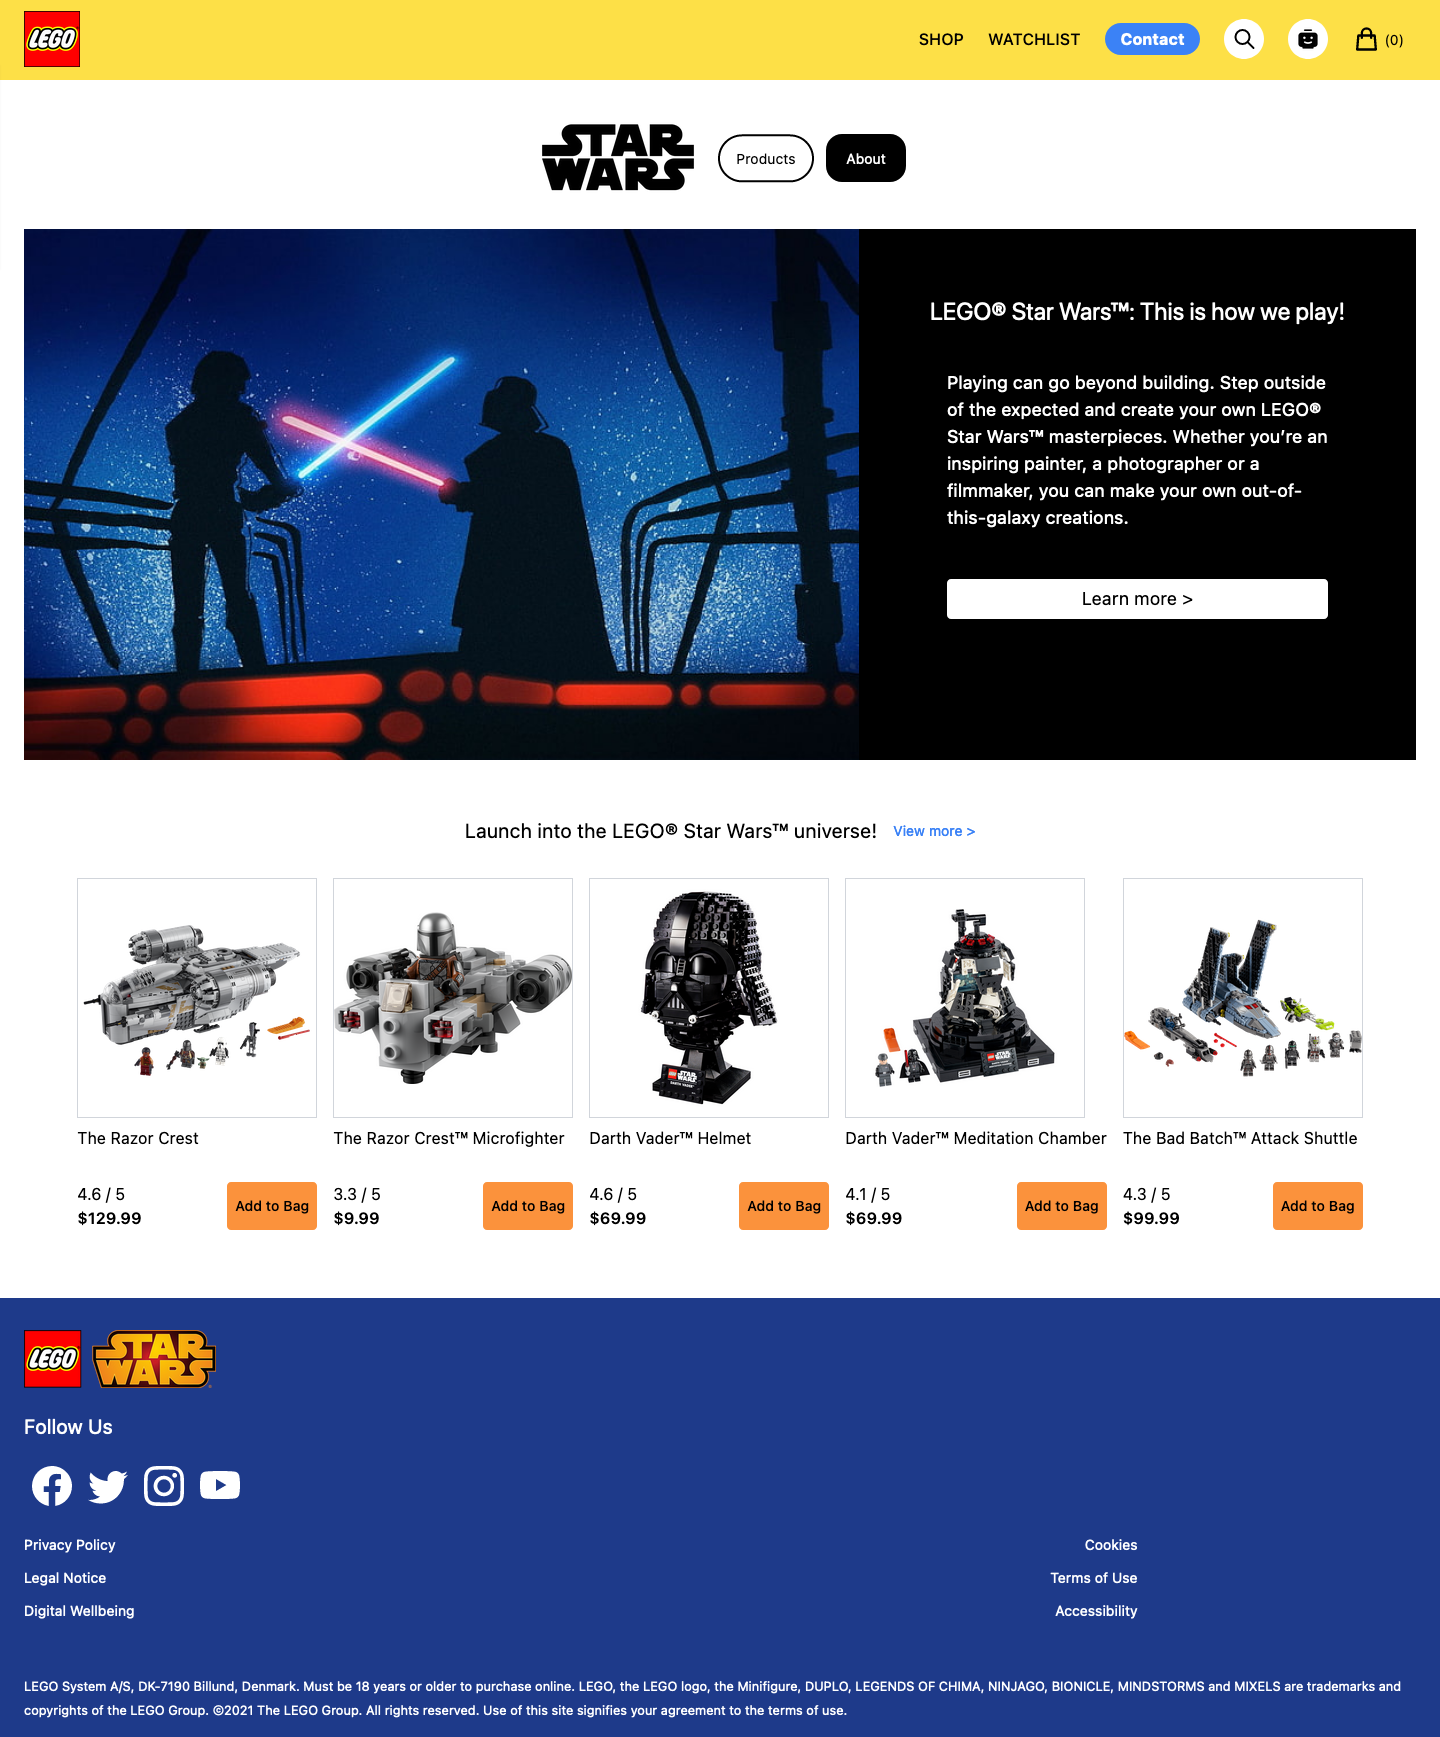 LEGO
SHOP
WATCHLIST
Contact
(0)
STAR
WARS
Products
About
LEGO® Star Wars™: This is how we play!
Playing can go beyond building. Step outside
of the expected and create your own LEGO®
Star Wars™ masterpieces. Whether you’re an
inspiring painter, a photographer or a
filmmaker, you can make your own out-of-
this-galaxy creations.
Learn more >
Launch into the LEGO® Star Wars™ universe!
View more >
LEGO STAR WARS
DARTH VADER™
LEGO STAR WARS
The Razor Crest
The Razor Crest™ Microfighter
Darth Vader™ Helmet
Darth Vader™ Meditation Chamber
The Bad Batch™ Attack Shuttle
4.6 / 5
$129.99
Add to Bag
3.3 / 5
$9.99
Add to Bag
4.6 / 5
$69.99
Add to Bag
4.1 / 5
$69.99
Add to Bag
4.3 / 5
$99.99
Add to Bag
LEGO
STAR
WARS
Follow Us
Privacy Policy
Cookies
Legal Notice
Terms of Use
Digital Wellbeing
Accessibility
LEGO System A/S, DK-7190 Billund, Denmark. Must be 18 years or older to purchase online. LEGO, the LEGO logo, the Minifigure, DUPLO, LEGENDS OF CHIMA, NINJAGO, BIONICLE, MINDSTORMS and MIXELS are trademarks and
copyrights of the LEGO Group. ©2021 The LEGO Group. All rights reserved. Use of this site signifies your agreement to the terms of use.